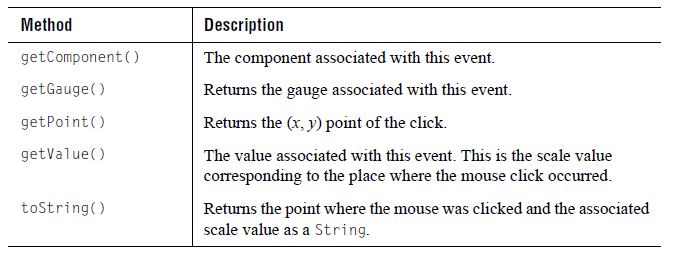 Method Description
getComponent() The component associated with this event.
getGauge() Returns the gauge associated with this event.
getPoint() Returns the (x, y) point of the click.
getValue() The value associated with this event. This is the scale value
corresponding to the place where the mouse click occurred.
toString() Returns the point where the mouse was clicked and the associated
scale value as a String.